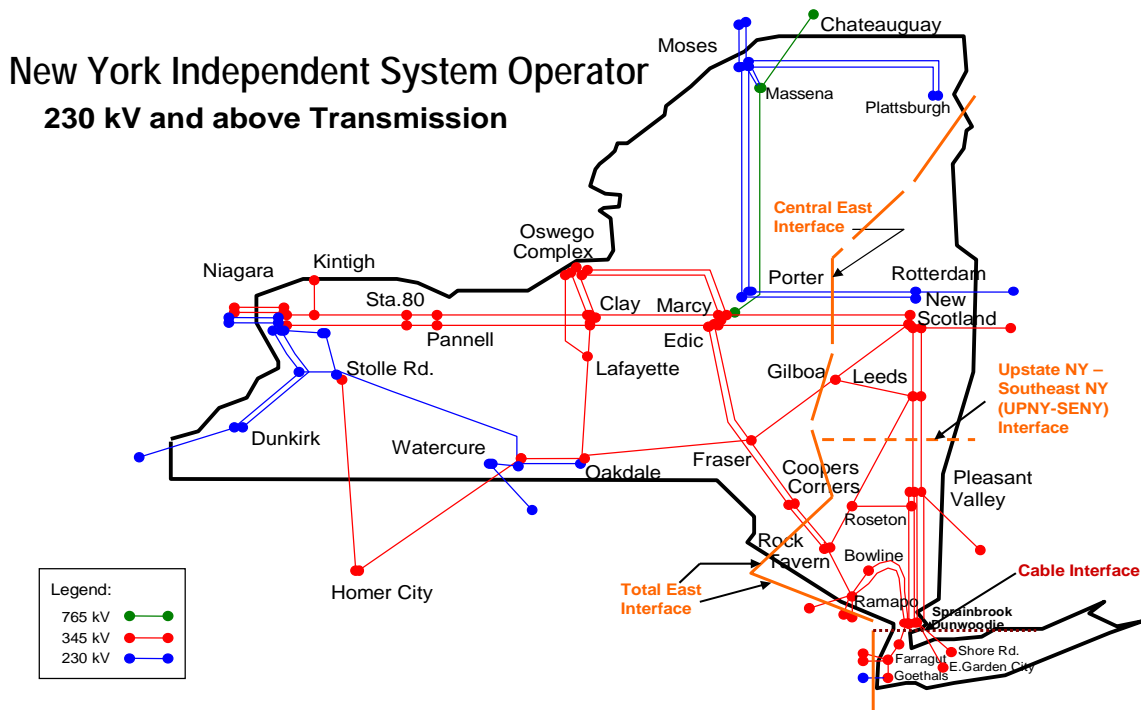 Chateauguay
Moses
New York Independent System Operator
230 kV and above Transmission
Massena
Plattsburgh
Central East
Interface
Oswego
Complex
Niagara
Kintigh
Porter
Rotterdam
Sta.80
Clay
Marcy
New
Scotland
Pannell
Edic
Stolle Rd.
Lafayette
Gilboa
Leeds
Upstate NY –
Southeast NY
(UPNY-SENY)
Interface
Dunkirk
Watercure
Oakdale
Fraser
Coopers
Corners
Pleasant
Valley
Roseton
Rock
Tavern
Bowline
Homer City
Total East
Interface
Ramapo
Cable Interface
Sprainbrook
Dunwoodie
Shore Rd.
Farragut
E.Garden City
Goethals
Legend:
765 kV
345 kV
230 kV